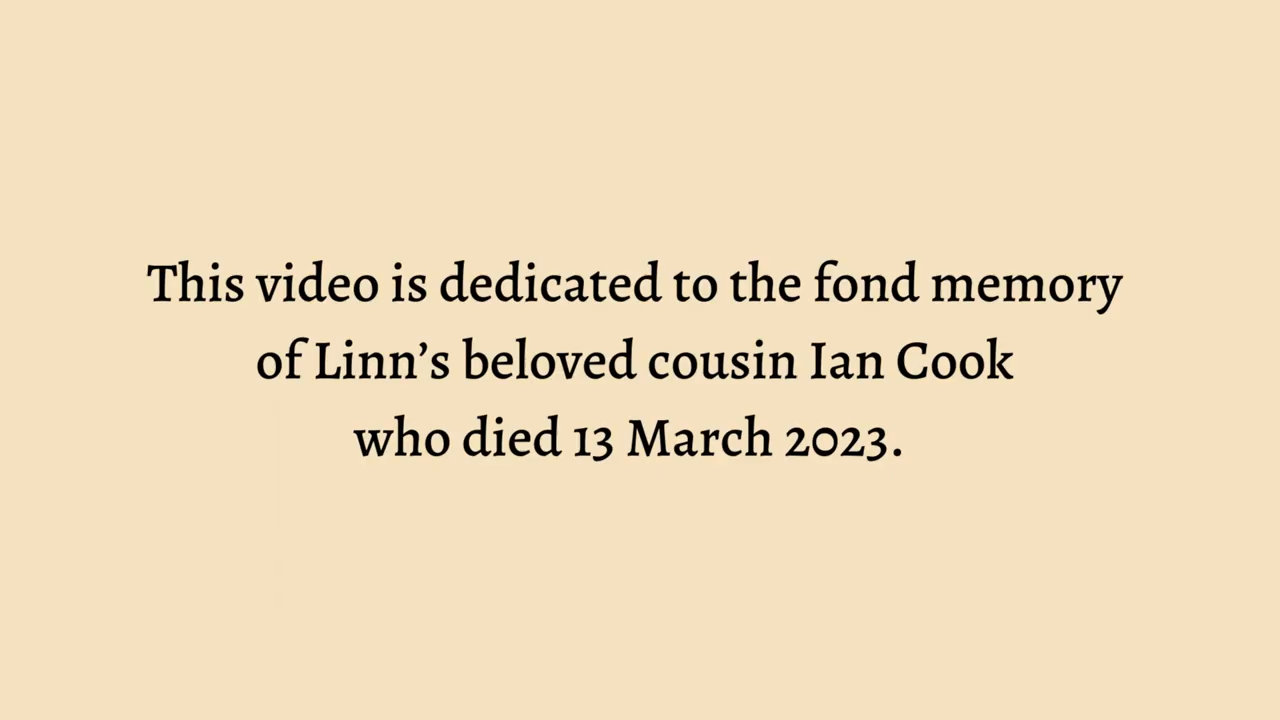 This video is dedicated to the fond memory
of Linn’s beloved cousin Ian Cook
who died 13 March 2023.